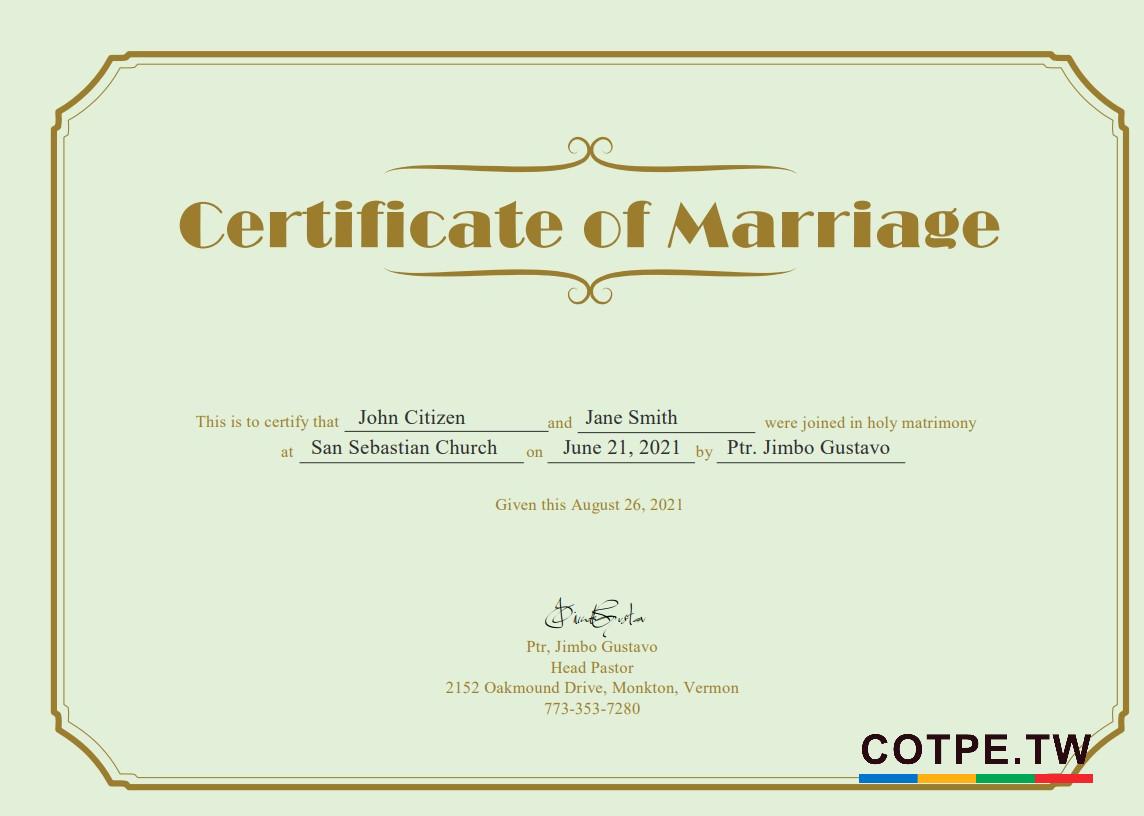 Certificate of Marriage
This is to certify that John Citizen and Jane Smith were joined in holy matrimony
at San Sebastian Church on June 21, 2021 by Ptr. Jimbo Gustavo
Given this August 26, 2021
Ptr, Jimbo Gustavo
Head Pastor
2152 Oakmound Drive, Monkton, Vermon
773-353-7280
COTPE.TW